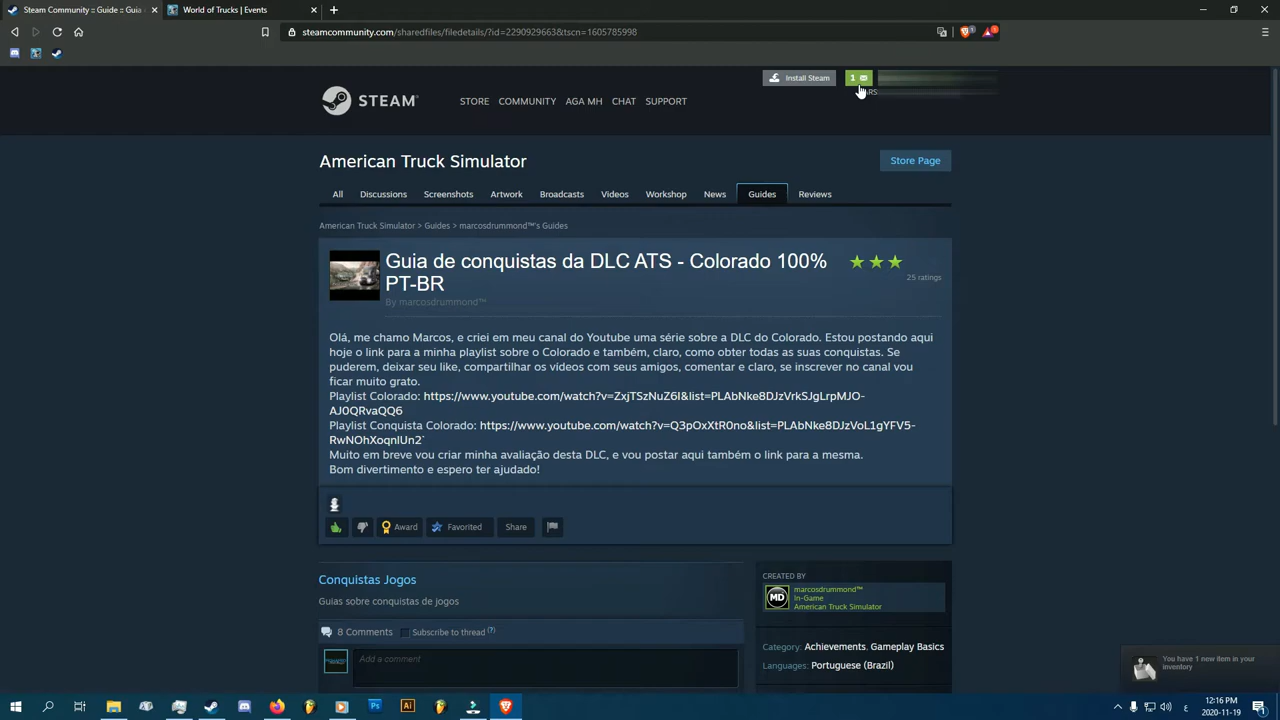 Steam Community :: Guide :: Guia
World of Trucks | Events
steamcommunity.com/sharedfiles/filedetails/?id=2290929663&tscn=1605785998
Install Steam
1
ARS
STEAM
STORE COMMUNITY AGA MH CHAT SUPPORT
American Truck Simulator
Store Page
All Discussions Screenshots Artwork Broadcasts Videos Workshop News Guides Reviews
American Truck Simulator > Guides > marcosdrummond™'s Guides
Guia de conquistas da DLC ATS - Colorado 100%
PT-BR
By marcosdrummond™
25 ratings
Olá, me chamo Marcos, e criei em meu canal do Youtube uma série sobre a DLC do Colorado. Estou postando aqui
hoje o link para a minha playlist sobre o Colorado e também, claro, como obter todas as suas conquistas. Se
puderem, deixar seu like, compartilhar os videos com seus amigos, comentar e claro, se inscrever no canal vou
ficar muito grato.
Playlist Colorado: https://www.youtube.com/watch?v=ZxjTSzNuZ6I&list=PLAbNke8DJzVrkSJgLrpMJO-
AJ0QRvaQQ6
Playlist Conquista Colorado: https://www.youtube.com/watch?v=Q3pOxXtR0no&list=PLAbNke8DJzVoL1gYFV5-
RwNOhXoqnlUn2`
Muito em breve vou criar minha avaliação desta DLC, e vou postar aqui também o link para a mesma.
Bom divertimento e espero ter ajudado!
Award Favorited Share
Conquistas Jogos
Guias sobre conquistas de jogos
8 Comments Subscribe to thread (?)
Add a comment
CREATED BY
MD
marcosdrummond™
In-Game
American Truck Simulator
Category: Achievements, Gameplay Basics
Languages: Portuguese (Brazil)
You have 1 new item in your
inventory
12:16 PM
2020-11-19
ع